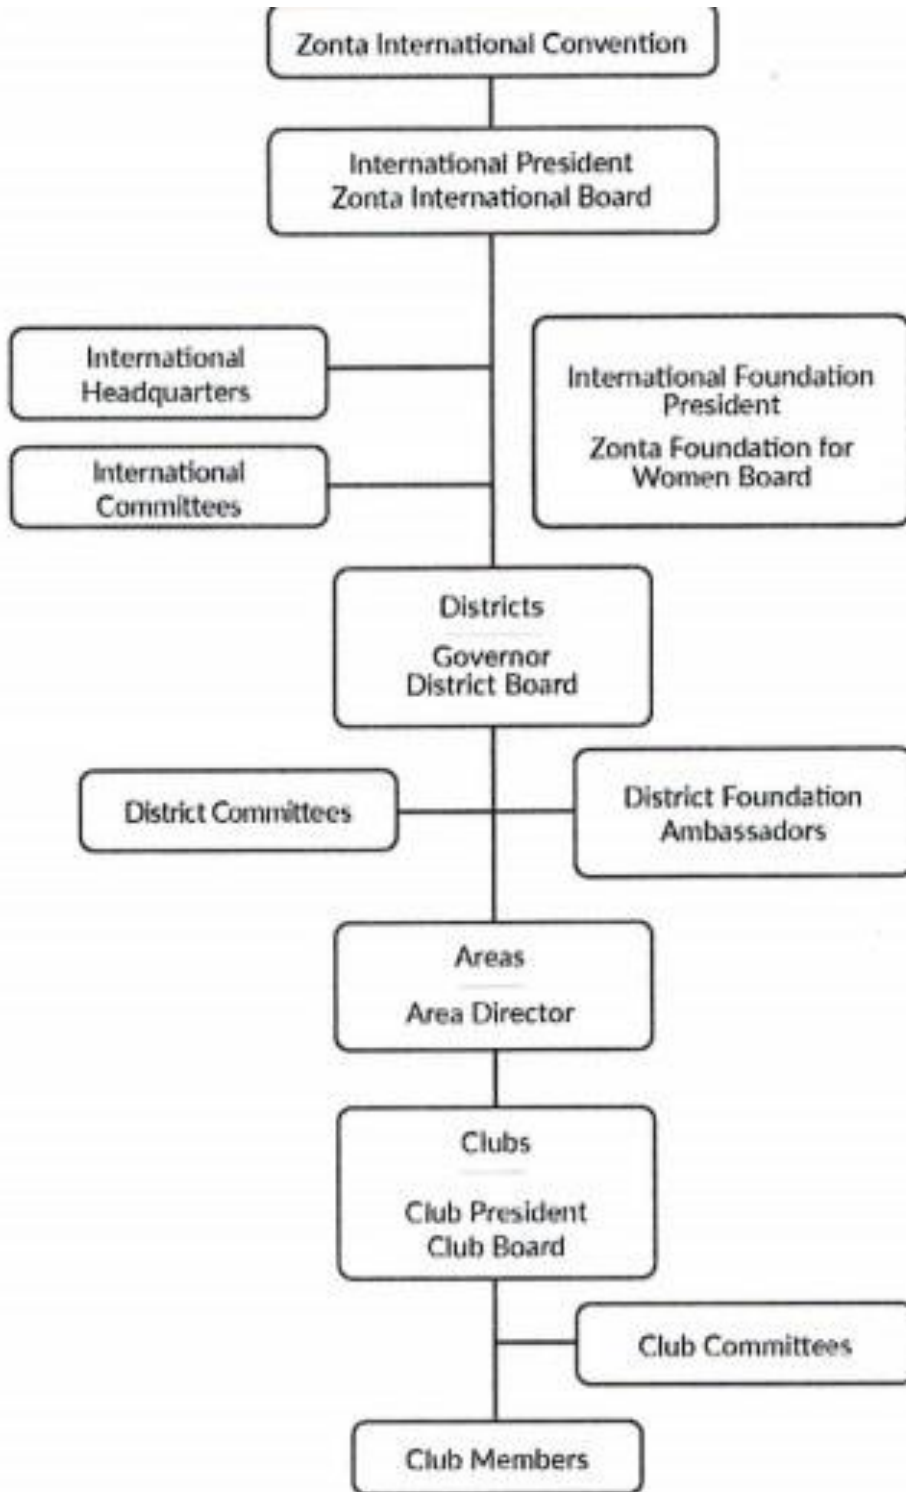 Zonta International Convention
International President
Zonta International Board
International
Headquarters
International Foundation
President
Zonta Foundation for
Women Board
International
Committees
Districts
Governor
District Board
District Committees
District Foundation
Ambassadors
Areas
Area Director
Clubs
Club President
Club Board
Club Committees
Club Members